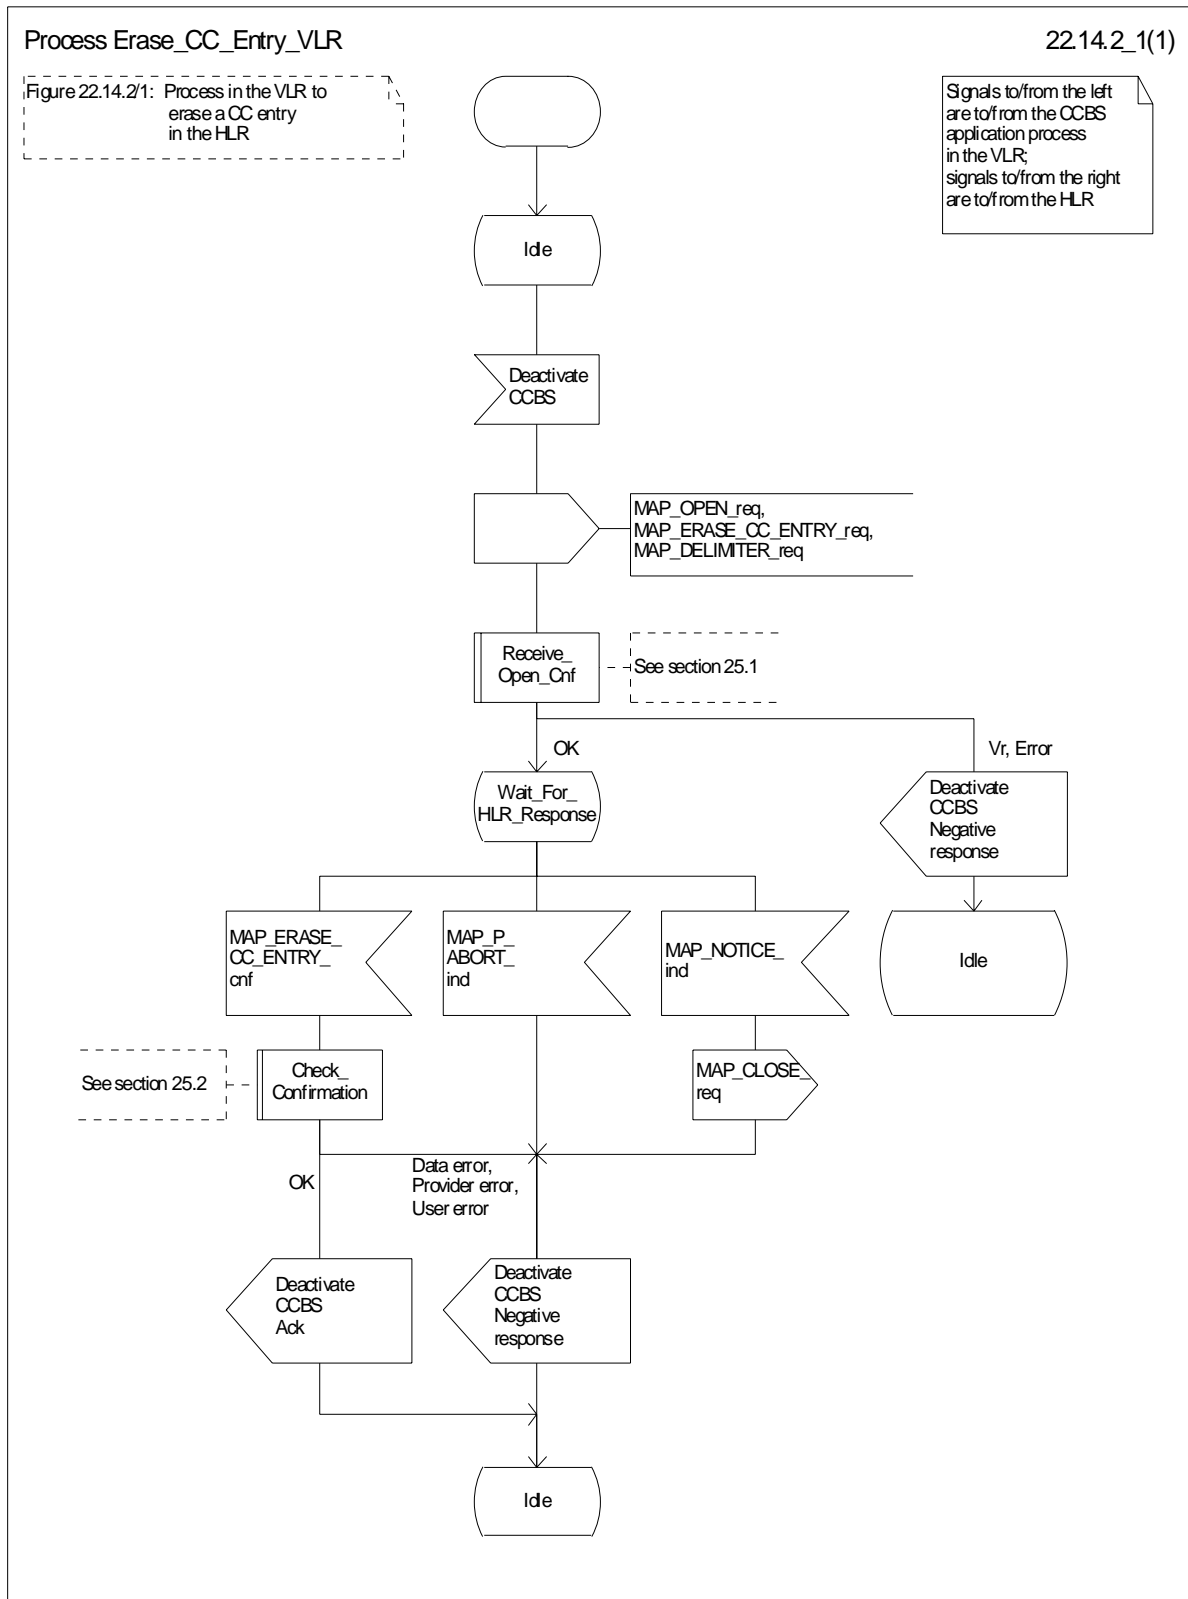 Process Erase_CC_Entry_VLR
22.14.2_1(1)
Figure 22.14.2/1: Process in the VLR to
erase a CC entry
in the HLR
Signals to/from the left
are to/from the CCBS
application process
in the VLR;
signals to/from the right
are to/from the HLR
Idle
Deactivate
CCBS
MAP_OPEN_req,
MAP_ERASE_CC_ENTRY_req,
MAP_DELIMITER_req
Receive_
Open_Cnf
See section 25.1
OK
Vr, Error
Wait_For_
HLR_Response
Deactivate
CCBS
Negative
response
MAP_ERASE_
CC_ENTRY_
cnf
MAP_P_
ABORT_
ind
MAP_NOTICE_
ind
Idle
See section 25.2
Check_
Confirmation
MAP_CLOSE_
req
OK
Data error,
Provider error,
User error
Deactivate
CCBS
Ack
Deactivate
CCBS
Negative
response
Idle